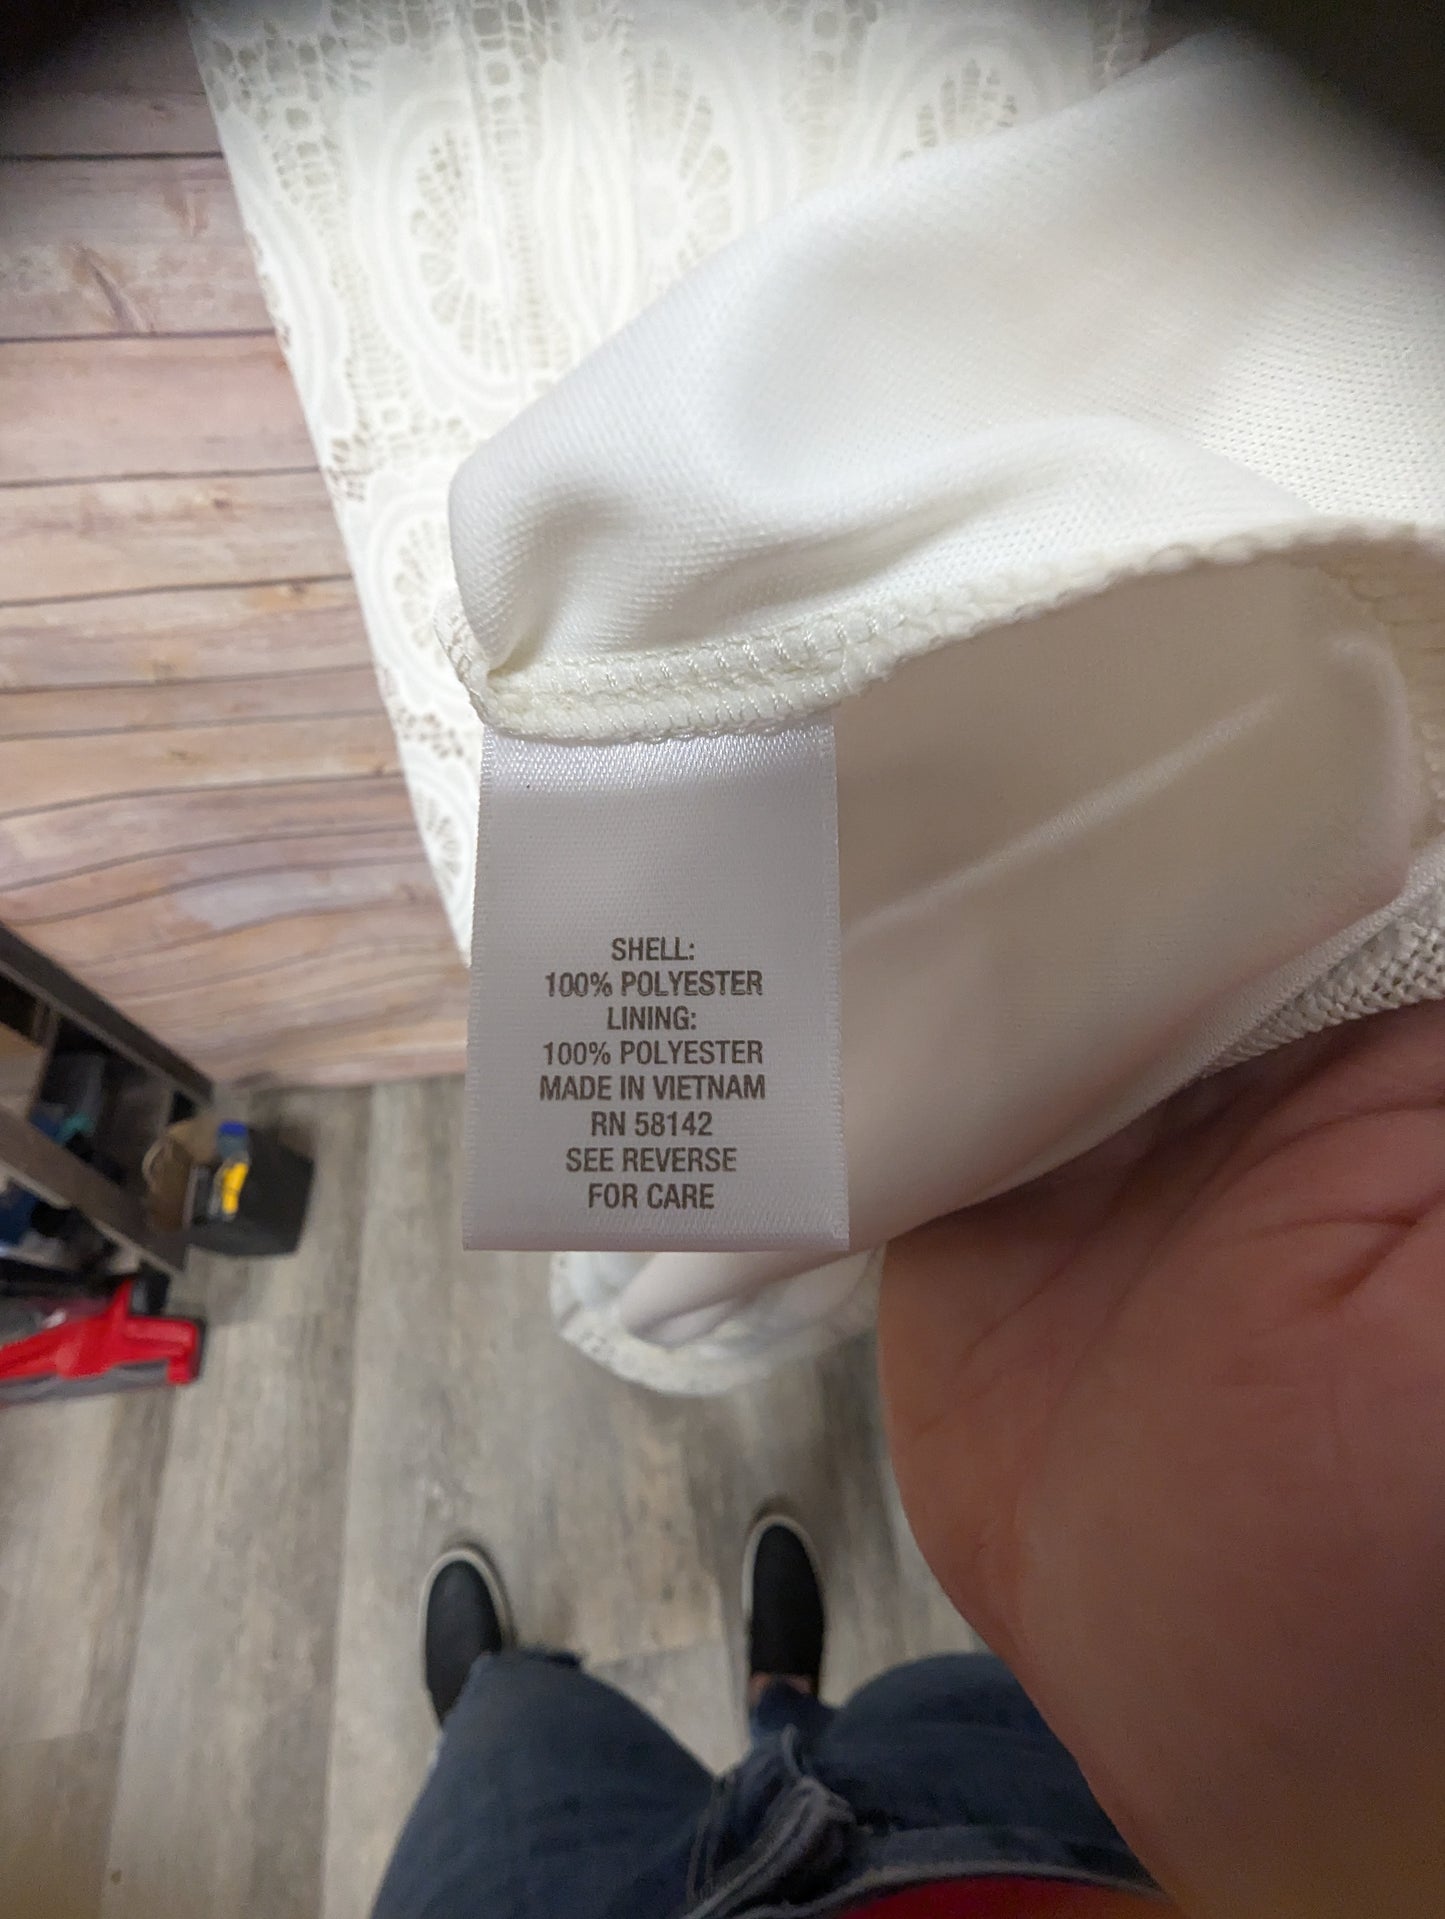 SHELL:
100% POLYESTER
LINING:
100% POLYESTER
MADE IN VIETNAM
RN 58142
SEE REVERSE
FOR CARE